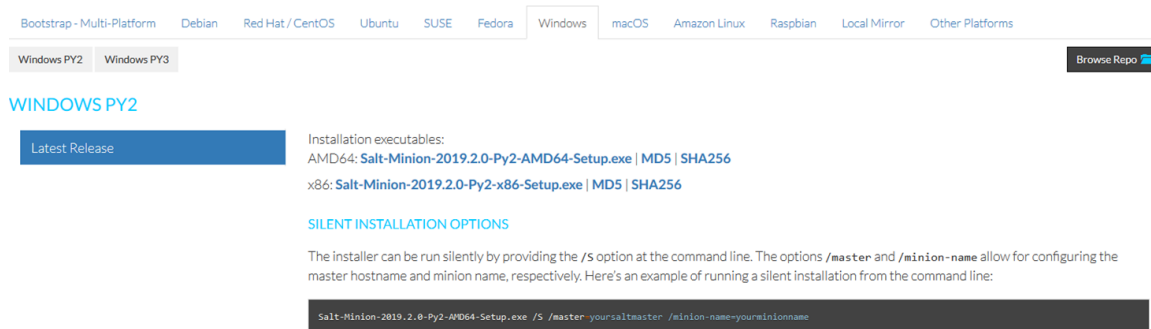 Bootstrap - Multi-Platform Debian Red Hat / CentOS Ubuntu SUSE Fedora Windows macOS Amazon Linux Raspbian Local Mirror Other Platforms
Windows PY2 Windows PY3 Browse Repo
WINDOWS PY2
Latest Release
Installation executables:
AMD64: Salt-Minion-2019.2.0-Py2-AMD64-Setup.exe | MD5 | SHA256
x86: Salt-Minion-2019.2.0-Py2-x86-Setup.exe | MD5 | SHA256
SILENT INSTALLATION OPTIONS
The installer can be run silently by providing the /S option at the command line. The options /master and /minion-name allow for configuring the
master hostname and minion name, respectively. Here's an example of running a silent installation from the command line:
Salt-Minion-2019.2.0-Py2-AMD64-Setup.exe /S /master=yoursaltmaster /minion-name=yourminionname